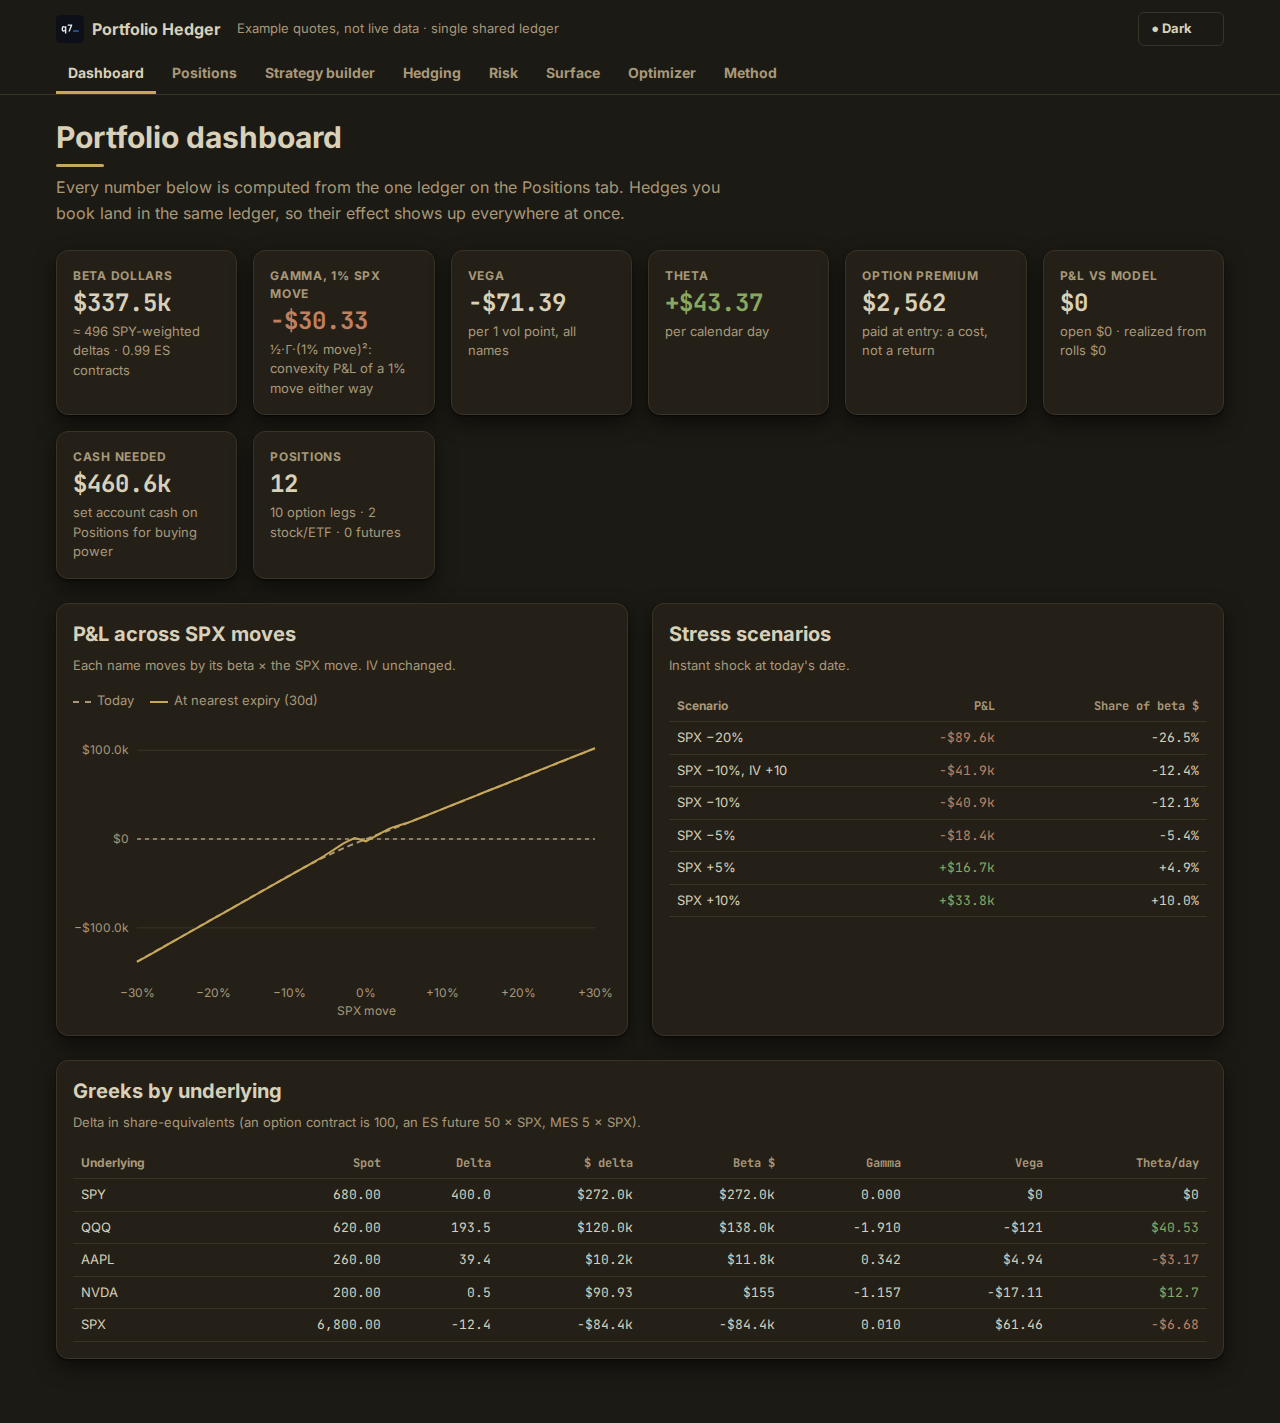 q7_ Portfolio Hedger Example quotes, not live data · single shared ledger ● Dark
Dashboard Positions Strategy builder Hedging Risk Surface Optimizer Method
Portfolio dashboard
Every number below is computed from the one ledger on the Positions tab. Hedges you
book land in the same ledger, so their effect shows up everywhere at once.
BETA DOLLARS
$337.5k
≈ 496 SPY-weighted
deltas · 0.99 ES
contracts
GAMMA, 1% SPX
MOVE
-$30.33
½·Γ·(1% move)²:
convexity P&L of a 1%
move either way
VEGA
-$71.39
per 1 vol point, all
names
THETA
+$43.37
per calendar day
OPTION PREMIUM
$2,562
paid at entry: a cost,
not a return
P&L VS MODEL
$0
open $0 · realized from
rolls $0
CASH NEEDED
$460.6k
set account cash on
Positions for buying
power
POSITIONS
12
10 option legs · 2
stock/ETF · 0 futures
P&L across SPX moves
Each name moves by its beta × the SPX move. IV unchanged.
Today At nearest expiry (30d)
$100.0k
$0
−$100.0k
−30% −20% −10% 0% +10% +20% +30%
SPX move
Stress scenarios
Instant shock at today's date.
Scenario P&L Share of beta $
SPX −20% -$89.6k -26.5%
SPX −10%, IV +10 -$41.9k -12.4%
SPX −10% -$40.9k -12.1%
SPX −5% -$18.4k -5.4%
SPX +5% +$16.7k +4.9%
SPX +10% +$33.8k +10.0%
Greeks by underlying
Delta in share-equivalents (an option contract is 100, an ES future 50 × SPX, MES 5 × SPX).
Underlying Spot Delta $ delta Beta $ Gamma Vega Theta/day
SPY 680.00 400.0 $272.0k $272.0k 0.000 $0 $0
QQQ 620.00 193.5 $120.0k $138.0k -1.910 -$121 $40.53
AAPL 260.00 39.4 $10.2k $11.8k 0.342 $4.94 -$3.17
NVDA 200.00 0.5 $90.93 $155 -1.157 -$17.11 $12.7
SPX 6,800.00 -12.4 -$84.4k -$84.4k 0.010 $61.46 -$6.68